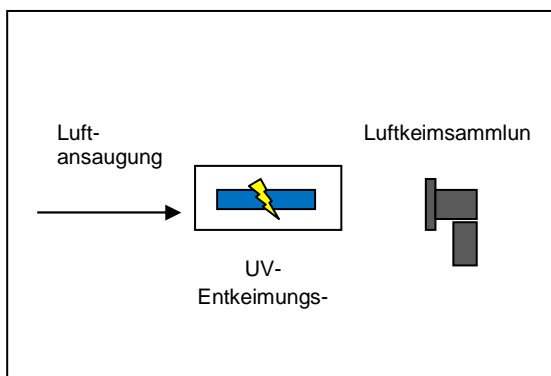 Luft-
ansaugung
Luftkeimsammlun
UV-
Entkeimungs-